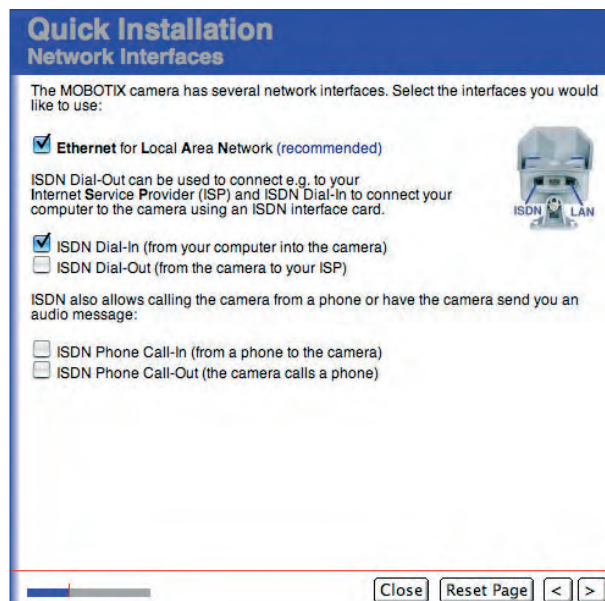 Quick Installation
Network Interfaces
The MOBOTIX camera has several network interfaces. Select the interfaces you would
like to use:
Ethernet for Local Area Network (recommended)
ISDN Dial-Out can be used to connect e.g. to your
Internet Service Provider (ISP) and ISDN Dial-In to connect your
computer to the camera using an ISDN interface card.
ISDN LAN
ISDN Dial-In (from your computer into the camera)
ISDN Dial-Out (from the camera to your ISP)
ISDN also allows calling the camera from a phone or have the camera send you an
audio message:
ISDN Phone Call-In (from a phone to the camera)
ISDN Phone Call-Out (the camera calls a phone)
Close Reset Page < >